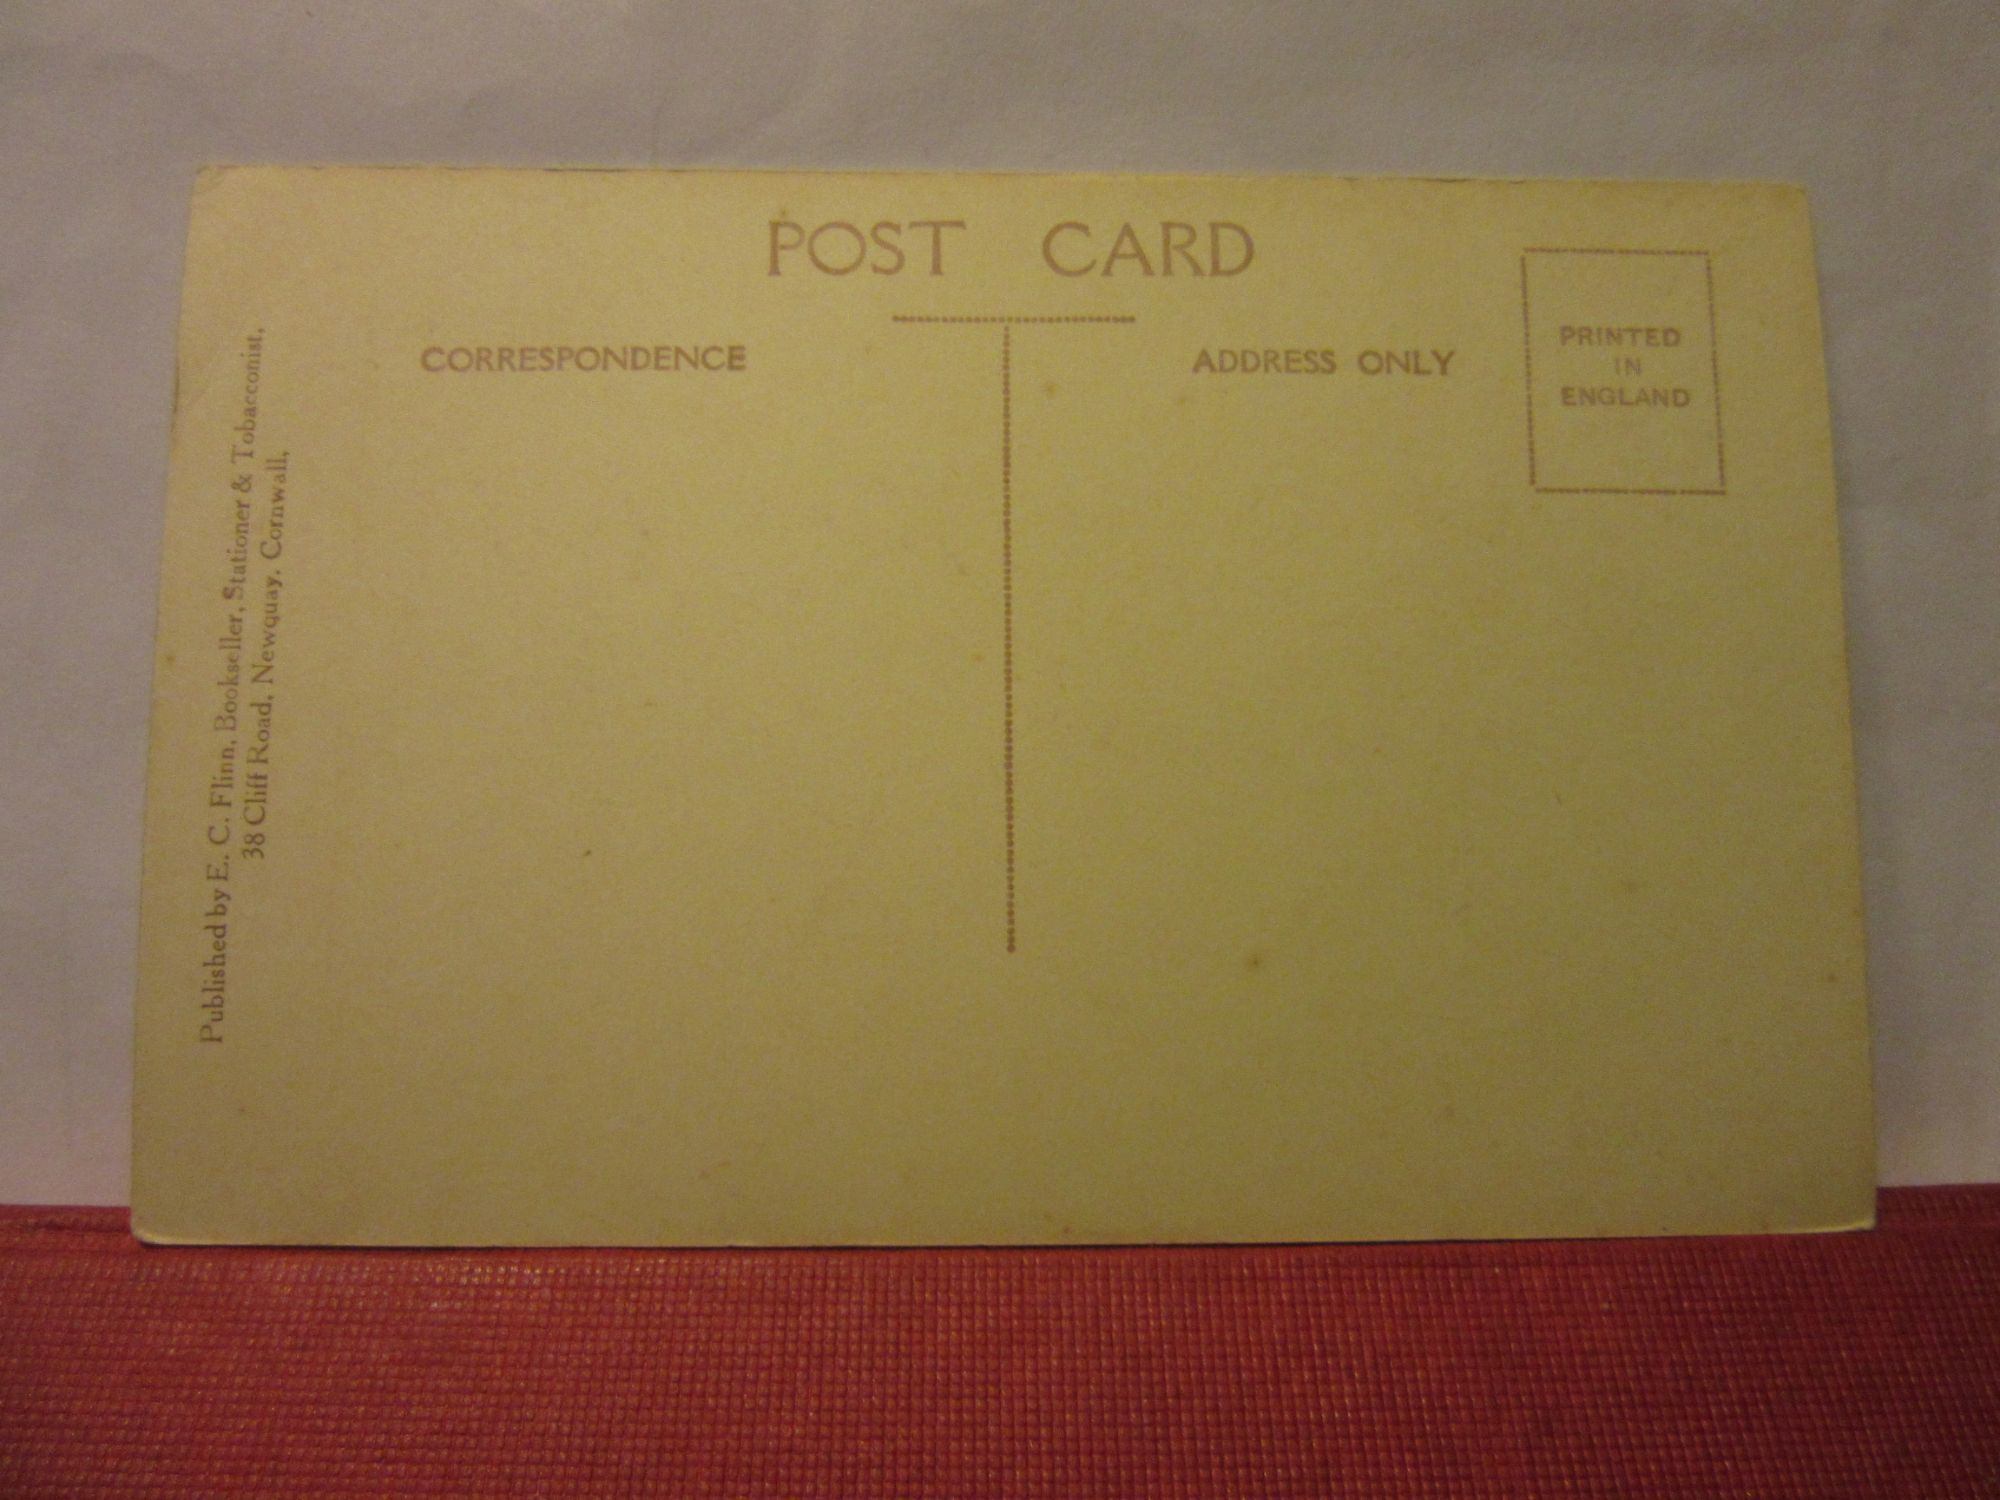 POST CARD
CORRESPONDENCE
ADDRESS ONLY
PRINTED
IN
ENGLAND
Published by E. C. Flinn, Bookseller, Stationer & Tobacconist,
38 Cliff Road, Newquay, Cornwall,